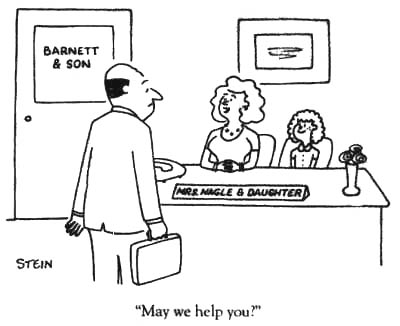 BARNETT
& SON
MRS. NAGLE & DAUGHTER
STEIN
"May we help you?"